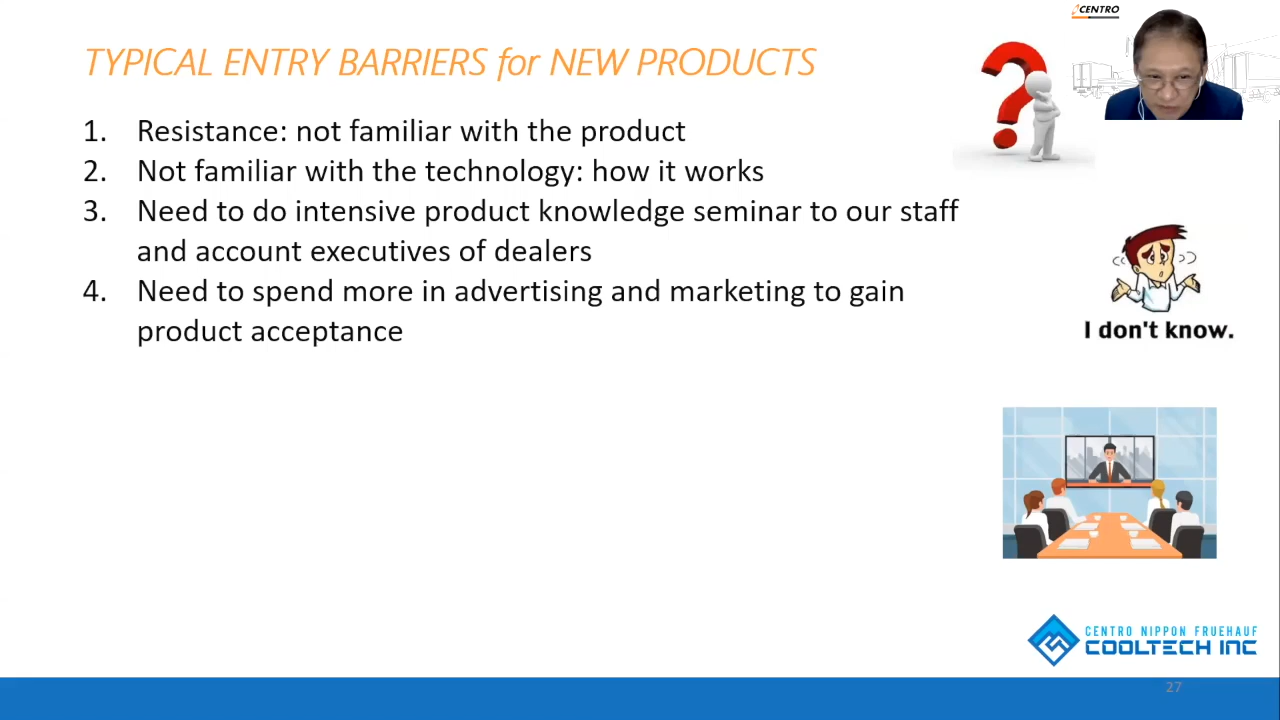 CENTRO
TYPICAL ENTRY BARRIERS for NEW PRODUCTS
1. Resistance: not familiar with the product
2. Not familiar with the technology: how it works
3. Need to do intensive product knowledge seminar to our staff
and account executives of dealers
4. Need to spend more in advertising and marketing to gain
product acceptance
?
I don't know.
CENTRO NIPPON FRUEHAUF
COOLTECH INC
27